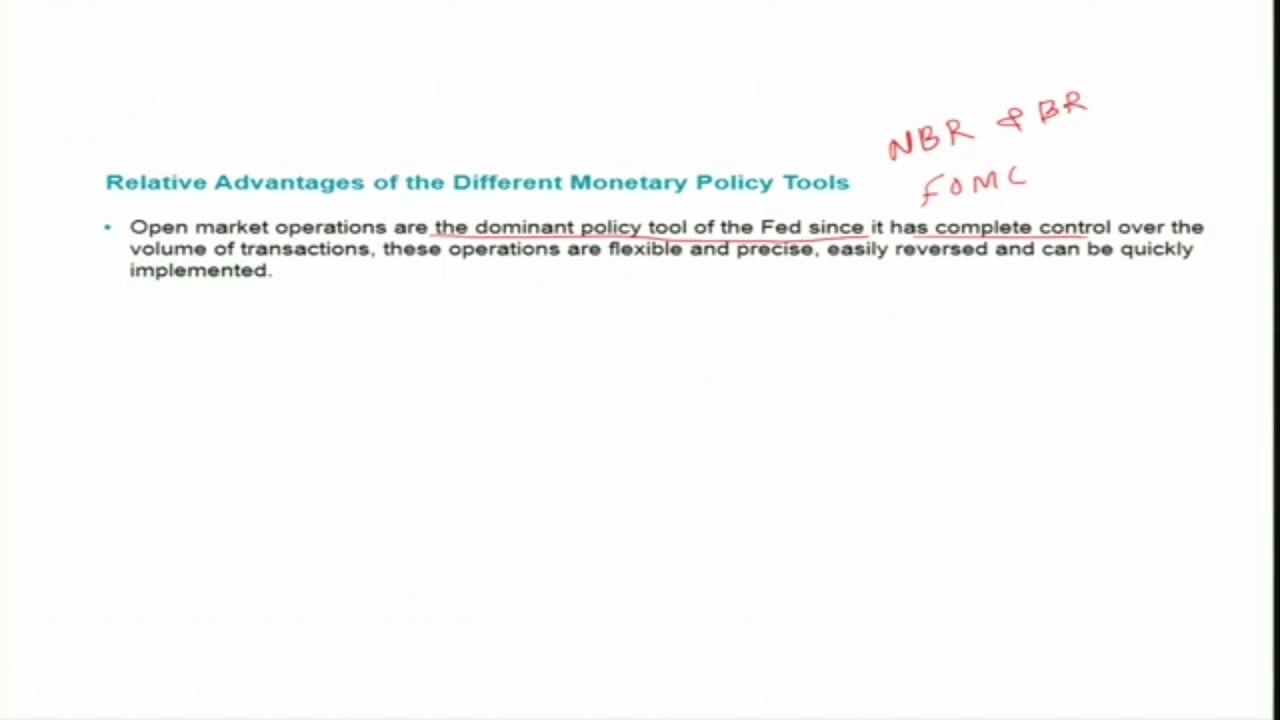 NBR & BR
FOMC
Relative Advantages of the Different Monetary Policy Tools
• Open market operations are the dominant policy tool of the Fed since it has complete control over the
volume of transactions, these operations are flexible and precise, easily reversed and can be quickly
implemented.